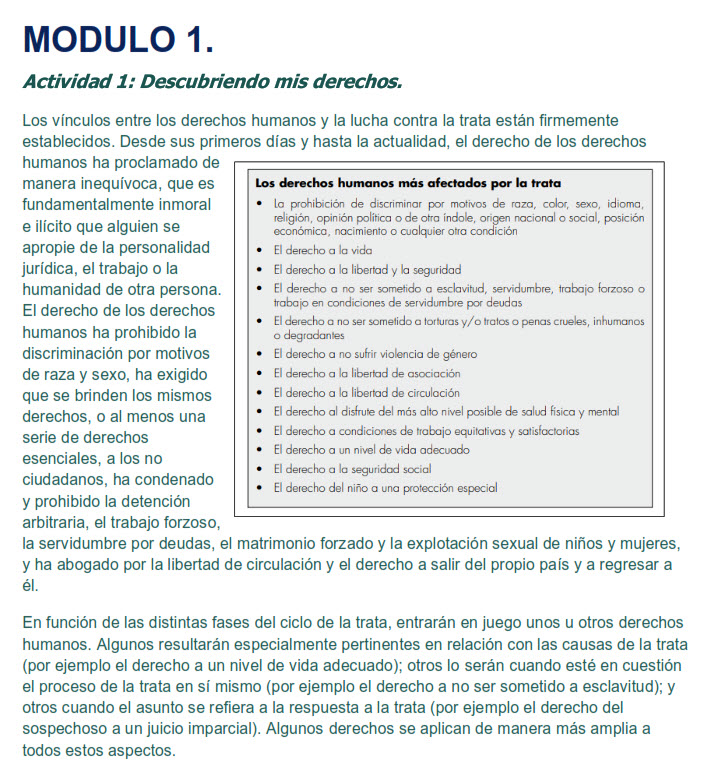 MODULO 1.
Actividad 1: Descubriendo mis derechos.
Los vínculos entre los derechos humanos y la lucha contra la trata están firmemente
establecidos. Desde sus primeros días y hasta la actualidad, el derecho de los derechos
humanos ha proclamado de
manera inequívoca, que es
fundamentalmente inmoral
e ilícito que alguien se
apropie de la personalidad
jurídica, el trabajo o la
humanidad de otra persona.
El derecho de los derechos
humanos ha prohibido la
discriminación por motivos
de raza y sexo, ha exigido
que se brinden los mismos
derechos, o al menos una
serie de derechos
esenciales, a los no
ciudadanos, ha condenado
y prohibido la detención
arbitraria, el trabajo forzoso,
la servidumbre por deudas, el matrimonio forzado y la explotación sexual de niños y mujeres,
y ha abogado por la libertad de circulación y el derecho a salir del propio país y a regresar a
él.
Los derechos humanos más afectados por la trata
• La prohibición de discriminar por motivos de raza, color, sexo, idioma,
religión, opinión política o de otra índole, origen nacional o social, posición
económica, nacimiento o cualquier otra condición
• El derecho a la vida
• El derecho a la libertad y la seguridad
• El derecho a no ser sometido a esclavitud, servidumbre, trabajo forzoso o
trabajo en condiciones de servidumbre por deudas
• El derecho a no ser sometido a torturas y/o tratos o penas crueles, inhumanos
o degradantes
• El derecho a no sufrir violencia de género
• El derecho a la libertad de asociación
• El derecho a la libertad de circulación
• El derecho al disfrute del más alto nivel posible de salud física y mental
• El derecho a condiciones de trabajo equitativas y satisfactorias
• El derecho a un nivel de vida adecuado
• El derecho a la seguridad social
• El derecho del niño a una protección especial
En función de las distintas fases del ciclo de la trata, entrarán en juego unos u otros derechos
humanos. Algunos resultarán especialmente pertinentes en relación con las causas de la trata
(por ejemplo el derecho a un nivel de vida adecuado); otros lo serán cuando esté en cuestión
el proceso de la trata en sí mismo (por ejemplo el derecho a no ser sometido a esclavitud); y
otros cuando el asunto se refiera a la respuesta a la trata (por ejemplo el derecho del
sospechoso a un juicio imparcial). Algunos derechos se aplican de manera más amplia a
todos estos aspectos.